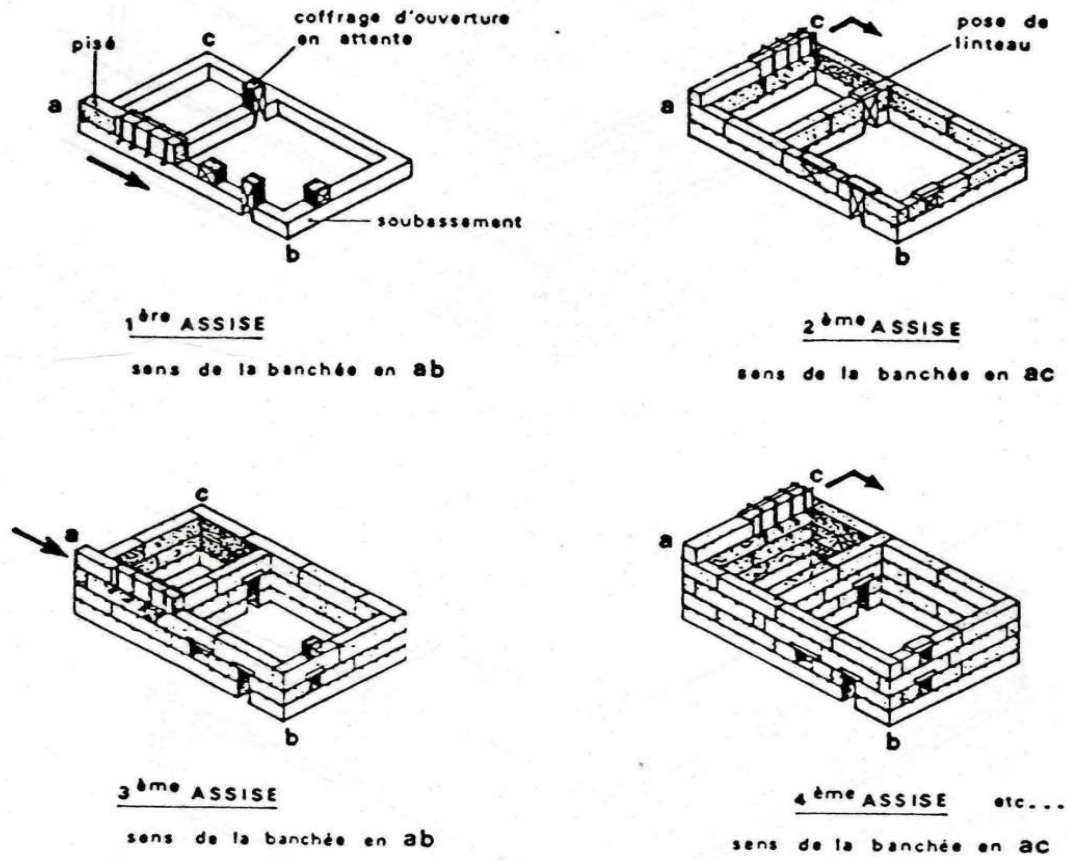 coffrage d'ouverture
en attente
pisé
c
a
soubassement
b
1ère ASSISE
sens de la banchée en ab
c
pose de
linteau
a
b
2ème ASSISE
sens de la banchée en ac
c
a
b
3ème ASSISE
sens de la banchée en ab
c
a
b
4ème ASSISE etc...
sens de la banchée en ac